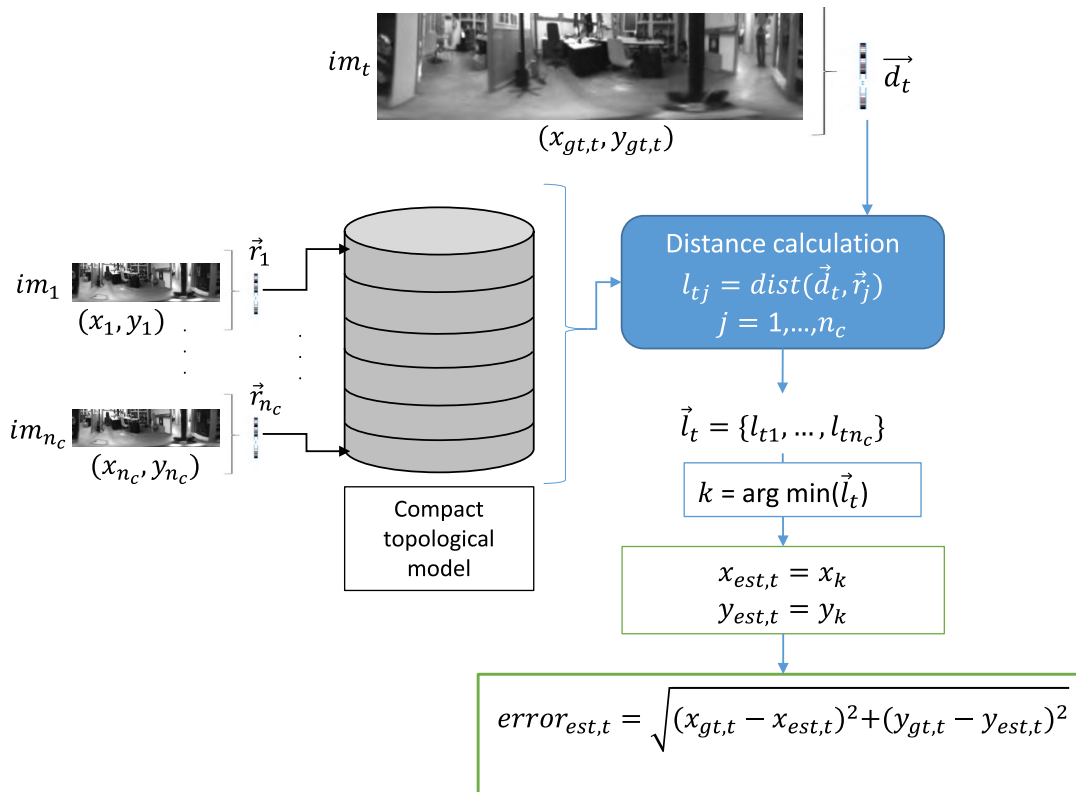 im_t
\vec{d_t}
(x_{gt,t}, y_{gt,t})
Distance calculation
l_{tj} = dist(\vec{d}_t, \vec{r}_j)
j = 1,...,n_c
im_1
\vec{r}_1
(x_1, y_1)
im_{n_c}
\vec{r}_{n_c}
(x_{n_c}, y_{n_c})
Compact
topological
model
\vec{l}_t = {l_{t1}, ..., l_{tn_c}}
k = arg min(\vec{l}_t)
x_{est,t} = x_k
y_{est,t} = y_k
error_{est,t} = \sqrt{(x_{gt,t} - x_{est,t})^2+(y_{gt,t} - y_{est,t})^2}